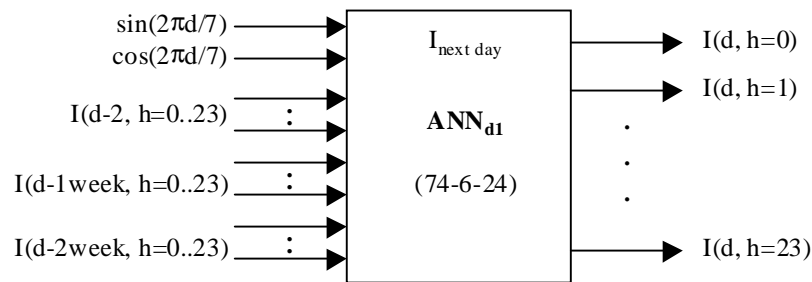 sin(2πd/7)
cos(2πd/7)
I(d-2, h=0..23)
:
I(d-1week, h=0..23)
:
I(d-2week, h=0..23)
:
I_next day
ANN_d1
(74-6-24)
I(d, h=0)
I(d, h=1)
.
.
.
I(d, h=23)